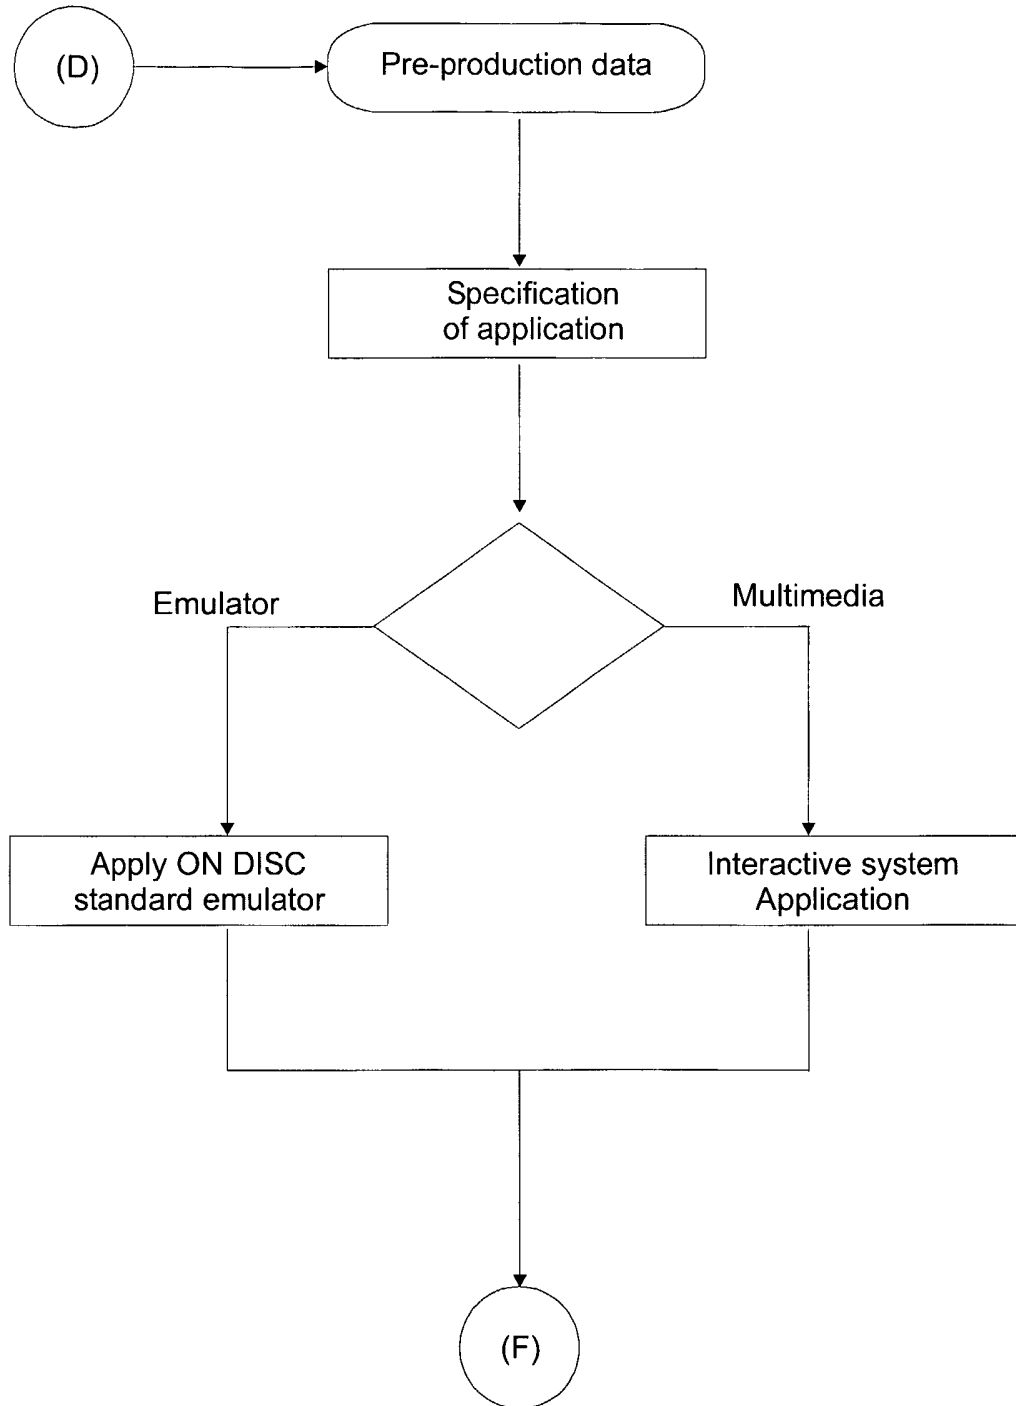 (D)
Pre-production data
Specification
of application
Emulator
Multimedia
Apply ON DISC
standard emulator
Interactive system
Application
(F)